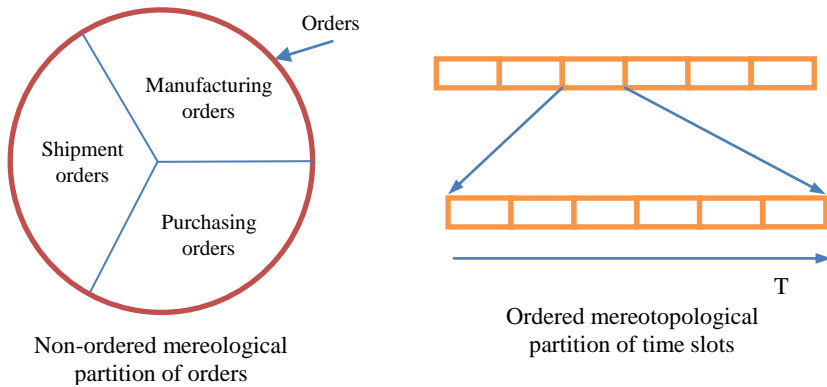 Orders
Manufacturing
orders
Shipment
orders
Purchasing
orders
Non-ordered mereological
partition of orders
T
Ordered mereotopological
partition of time slots